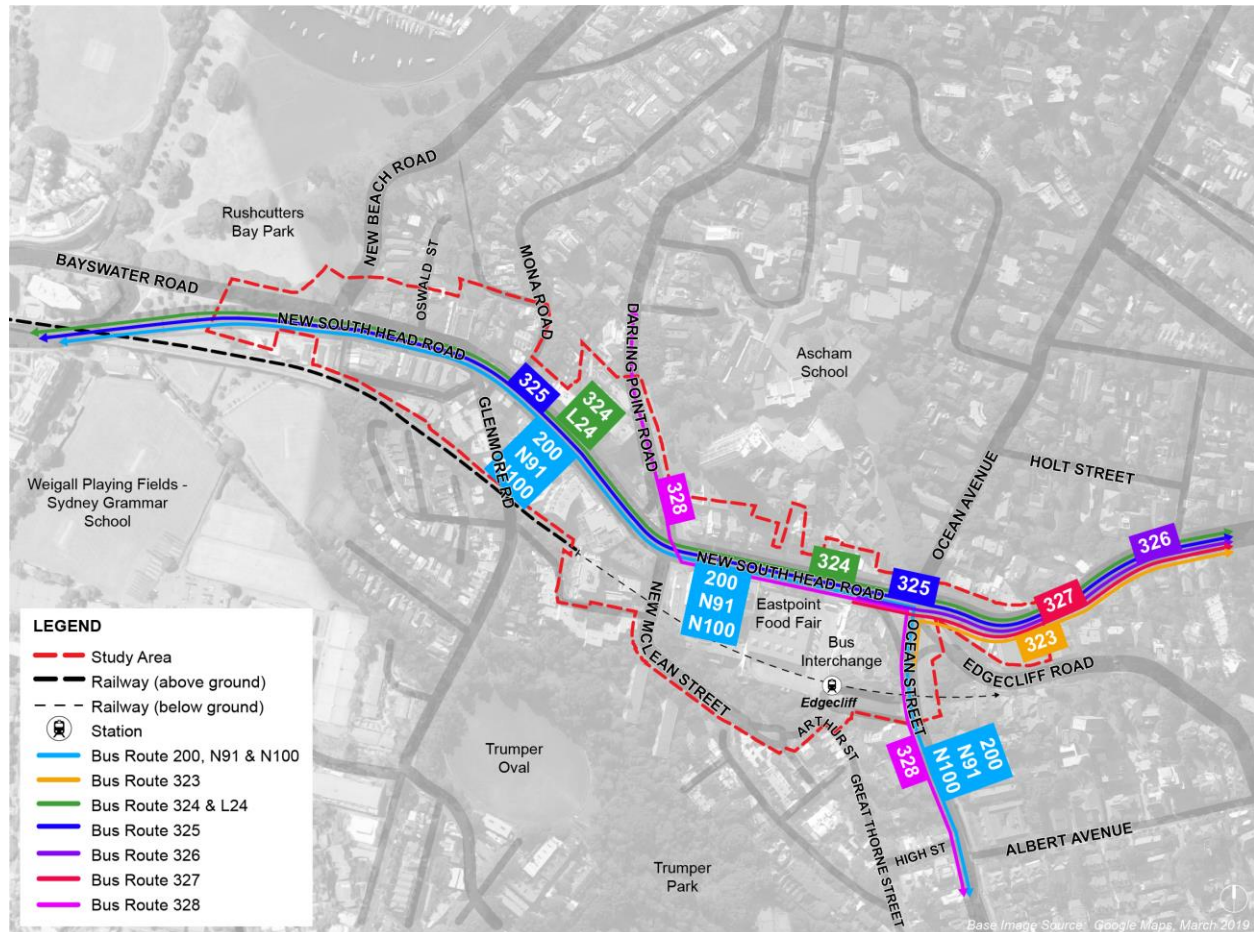 Rushcutters
Bay Park
NEW BEACH ROAD
BAYSWATER ROAD
OSWALD ST
MONA ROAD
NEW SOUTH HEAD ROAD
DARLING POINT ROAD
Ascham
School
325
324
L24
200
N91
N100
GLENMORE RD
Weigall Playing Fields -
Sydney Grammar
School
328
OCEAN AVENUE
HOLT STREET
326
NEW SOUTH HEAD ROAD
324
325
327
323
200
N91
N100
Eastpoint
Food Fair
Bus
Interchange
Edgecliff
OCEAN STREET
EDGECLIFF ROAD
NEW MCLEAN STREET
ARTHUR ST
Trumper
Oval
328
200
N91
N100
GREAT THORNE STREET
HIGH ST
ALBERT AVENUE
Trumper
Park
LEGEND
Study Area
Railway (above ground)
Railway (below ground)
Station
Bus Route 200, N91 & N100
Bus Route 323
Bus Route 324 & L24
Bus Route 325
Bus Route 326
Bus Route 327
Bus Route 328
Base Image Source: Google Maps, March 2019